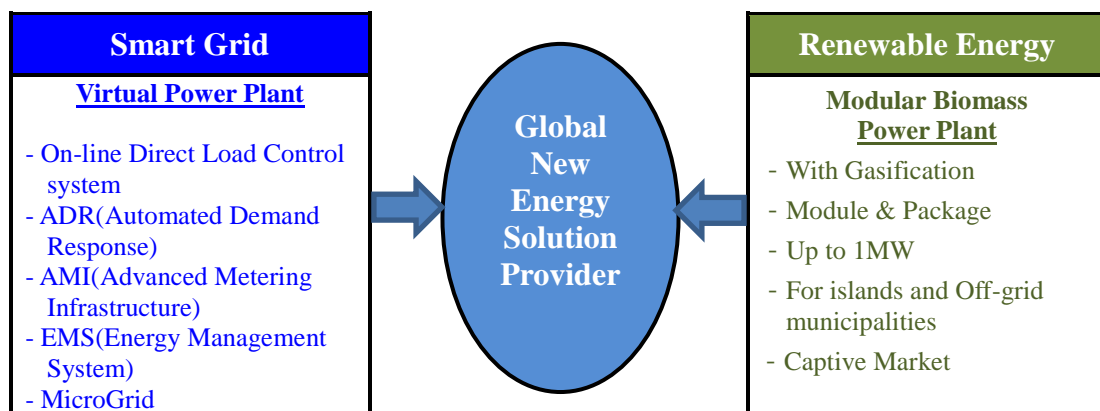 Smart Grid
Virtual Power Plant
- On-line Direct Load Control
system
- ADR(Automated Demand
Response)
- AMI(Advanced Metering
Infrastructure)
- EMS(Energy Management
System)
- MicroGrid
Global
New
Energy
Solution
Provider
Renewable Energy
Modular Biomass
Power Plant
- With Gasification
- Module & Package
- Up to 1MW
- For islands and Off-grid
municipalities
- Captive Market